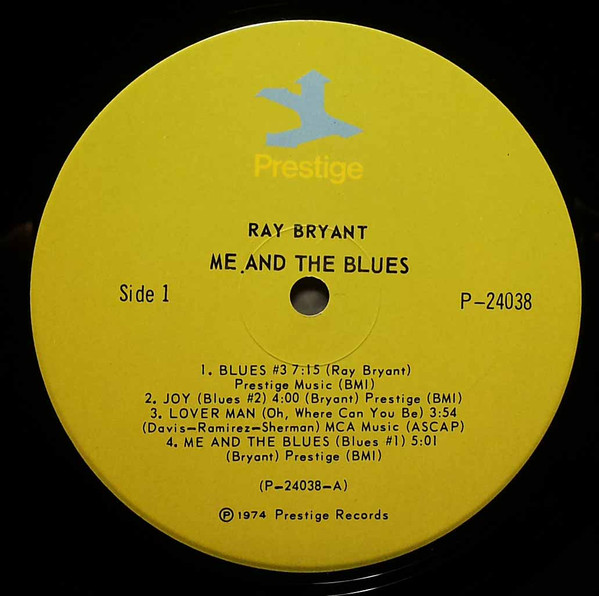 Prestige
RAY BRYANT
ME AND THE BLUES
Side 1
P-24038
1. BLUES #3 7:15 (Ray Bryant)
Prestige Music (BMI)
2. JOY (Blues #2) 4:00 (Bryant) Prestige (BMI)
3. LOVER MAN (Oh, Where Can You Be) 3:54
(Davis-Ramirez-Sherman) MCA Music (ASCAP)
4. ME AND THE BLUES (Blues #1) 5:01
(Bryant) Prestige (BMI)
(P-24038-A)
Ⓟ 1974 Prestige Records